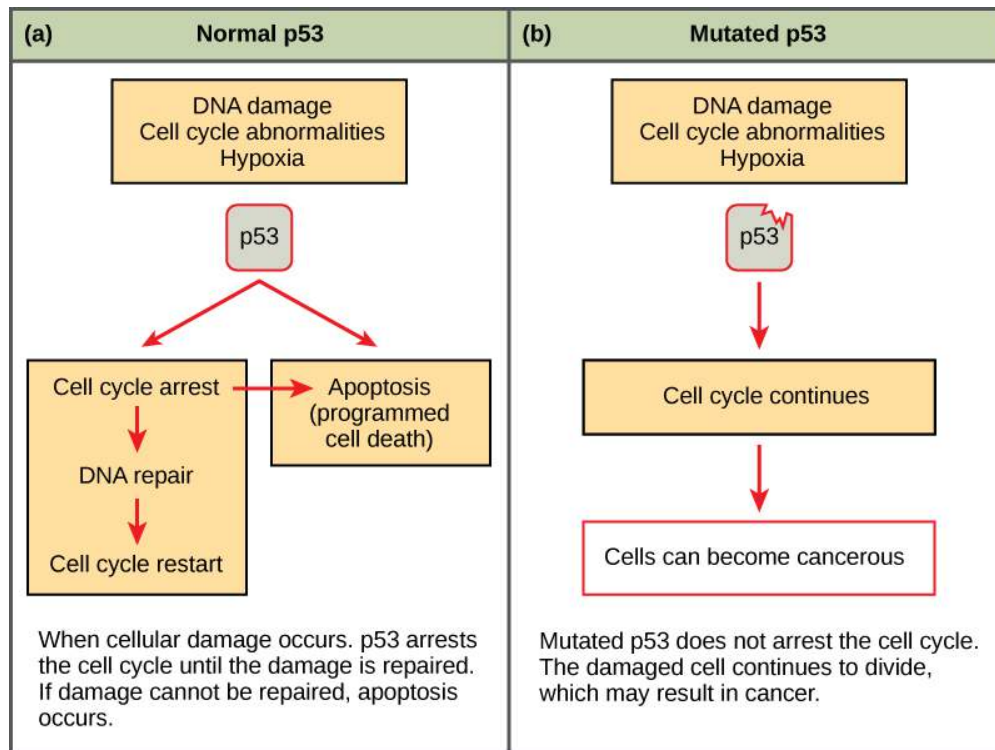 (a) Normal p53
DNA damage
Cell cycle abnormalities
Hypoxia
p53
Cell cycle arrest
DNA repair
Cell cycle restart
Apoptosis
(programmed
cell death)
When cellular damage occurs. p53 arrests
the cell cycle until the damage is repaired.
If damage cannot be repaired, apoptosis
occurs.
(b) Mutated p53
DNA damage
Cell cycle abnormalities
Hypoxia
p53
Cell cycle continues
Cells can become cancerous
Mutated p53 does not arrest the cell cycle.
The damaged cell continues to divide,
which may result in cancer.